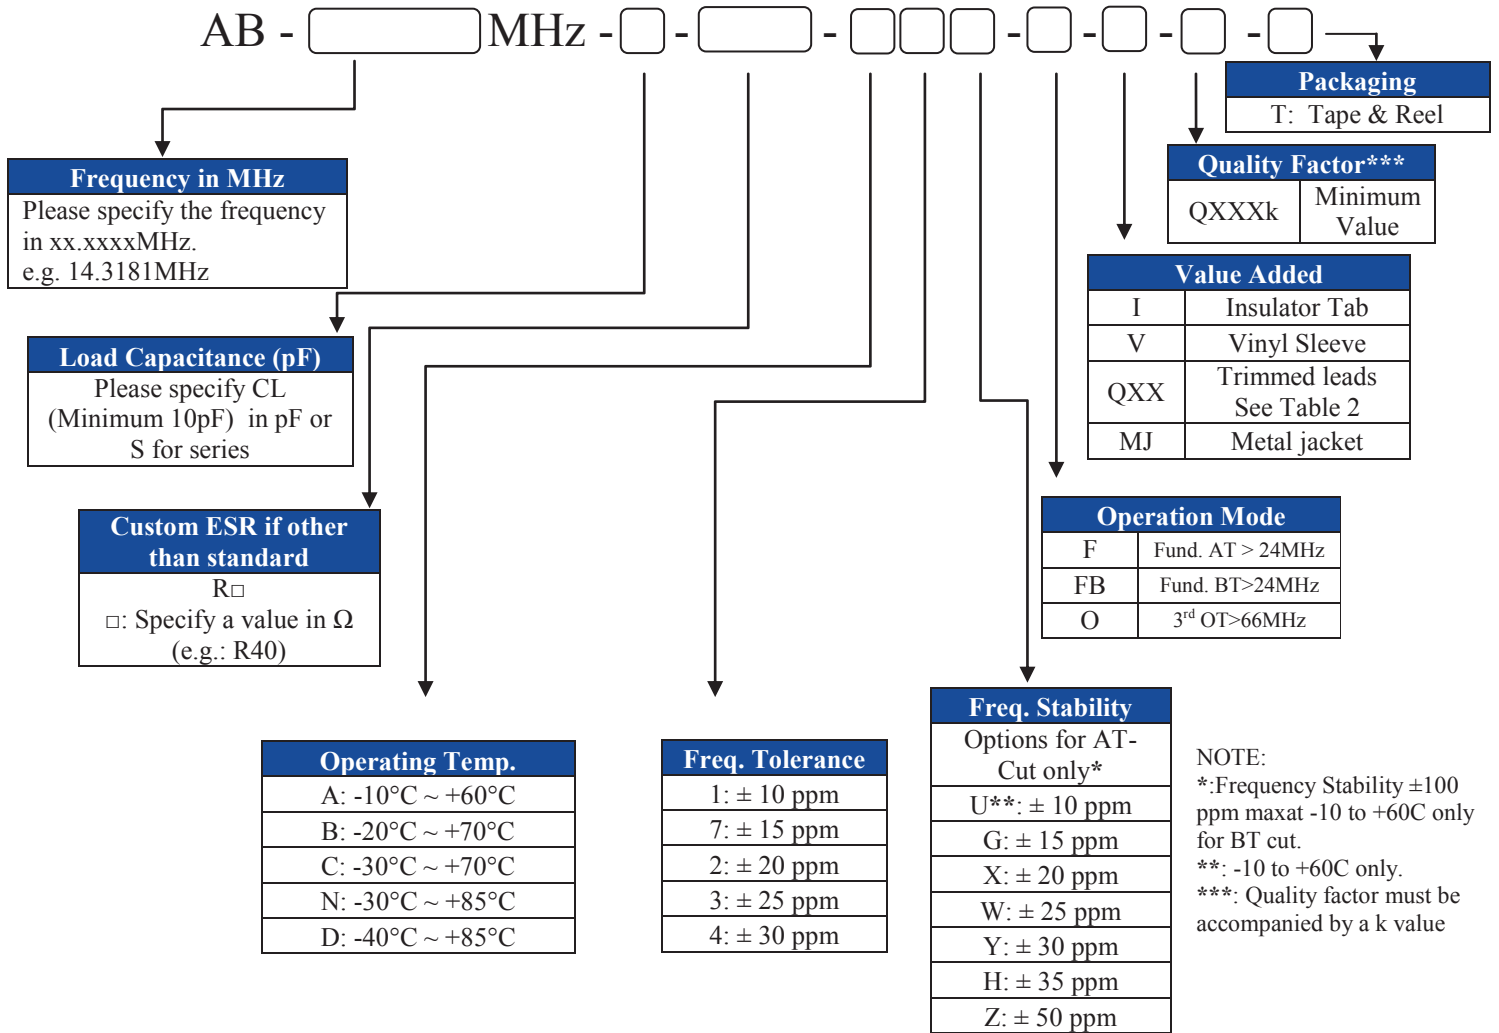 AB - MHz - - - - - - -
Packaging
T: Tape & Reel
Quality Factor***
QXXXk
Minimum
Value
Frequency in MHz
Please specify the frequency
in xx.xxxxMHz.
e.g. 14.3181MHz
Value Added
I Insulator Tab
V Vinyl Sleeve
QXX
Trimmed leads
See Table 2
MJ Metal jacket
Load Capacitance (pF)
Please specify CL
(Minimum 10pF) in pF or
S for series
Custom ESR if other
than standard
R□
□: Specify a value in Ω
(e.g.: R40)
Operation Mode
F Fund. AT > 24MHz
FB Fund. BT>24MHz
O 3rd OT>66MHz
Operating Temp.
A: -10°C ~ +60°C
B: -20°C ~ +70°C
C: -30°C ~ +70°C
N: -30°C ~ +85°C
D: -40°C ~ +85°C
Freq. Tolerance
1: ± 10 ppm
7: ± 15 ppm
2: ± 20 ppm
3: ± 25 ppm
4: ± 30 ppm
Freq. Stability
Options for AT-
Cut only*
U**: ± 10 ppm
G: ± 15 ppm
X: ± 20 ppm
W: ± 25 ppm
Y: ± 30 ppm
H: ± 35 ppm
Z: ± 50 ppm
NOTE:
*:Frequency Stability ±100
ppm maxat -10 to +60C only
for BT cut.
**: -10 to +60C only.
***: Quality factor must be
accompanied by a k value